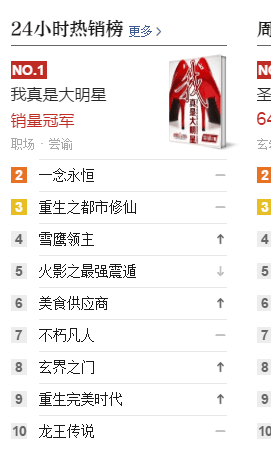 24小时热销榜 更多
NO.1
我真是大明星
销量冠军
职场 · 尝谕
我真是大明星
2 一念永恒
3 重生之都市修仙
4 雪鹰领主
5 火影之最强震遁
6 美食供应商
7 不朽凡人
8 玄界之门
9 重生完美时代
10 龙王传说
周
NO
圣
64
玄幻
2
3
4
5
6
7
8
9
10